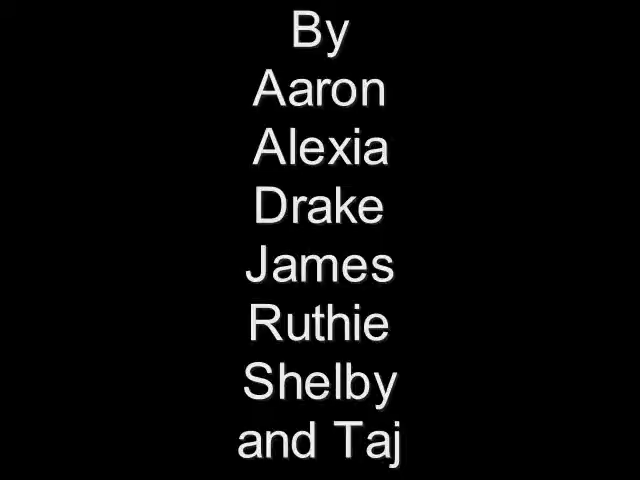 By
Aaron
Alexia
Drake
James
Ruthie
Shelby
and Taj